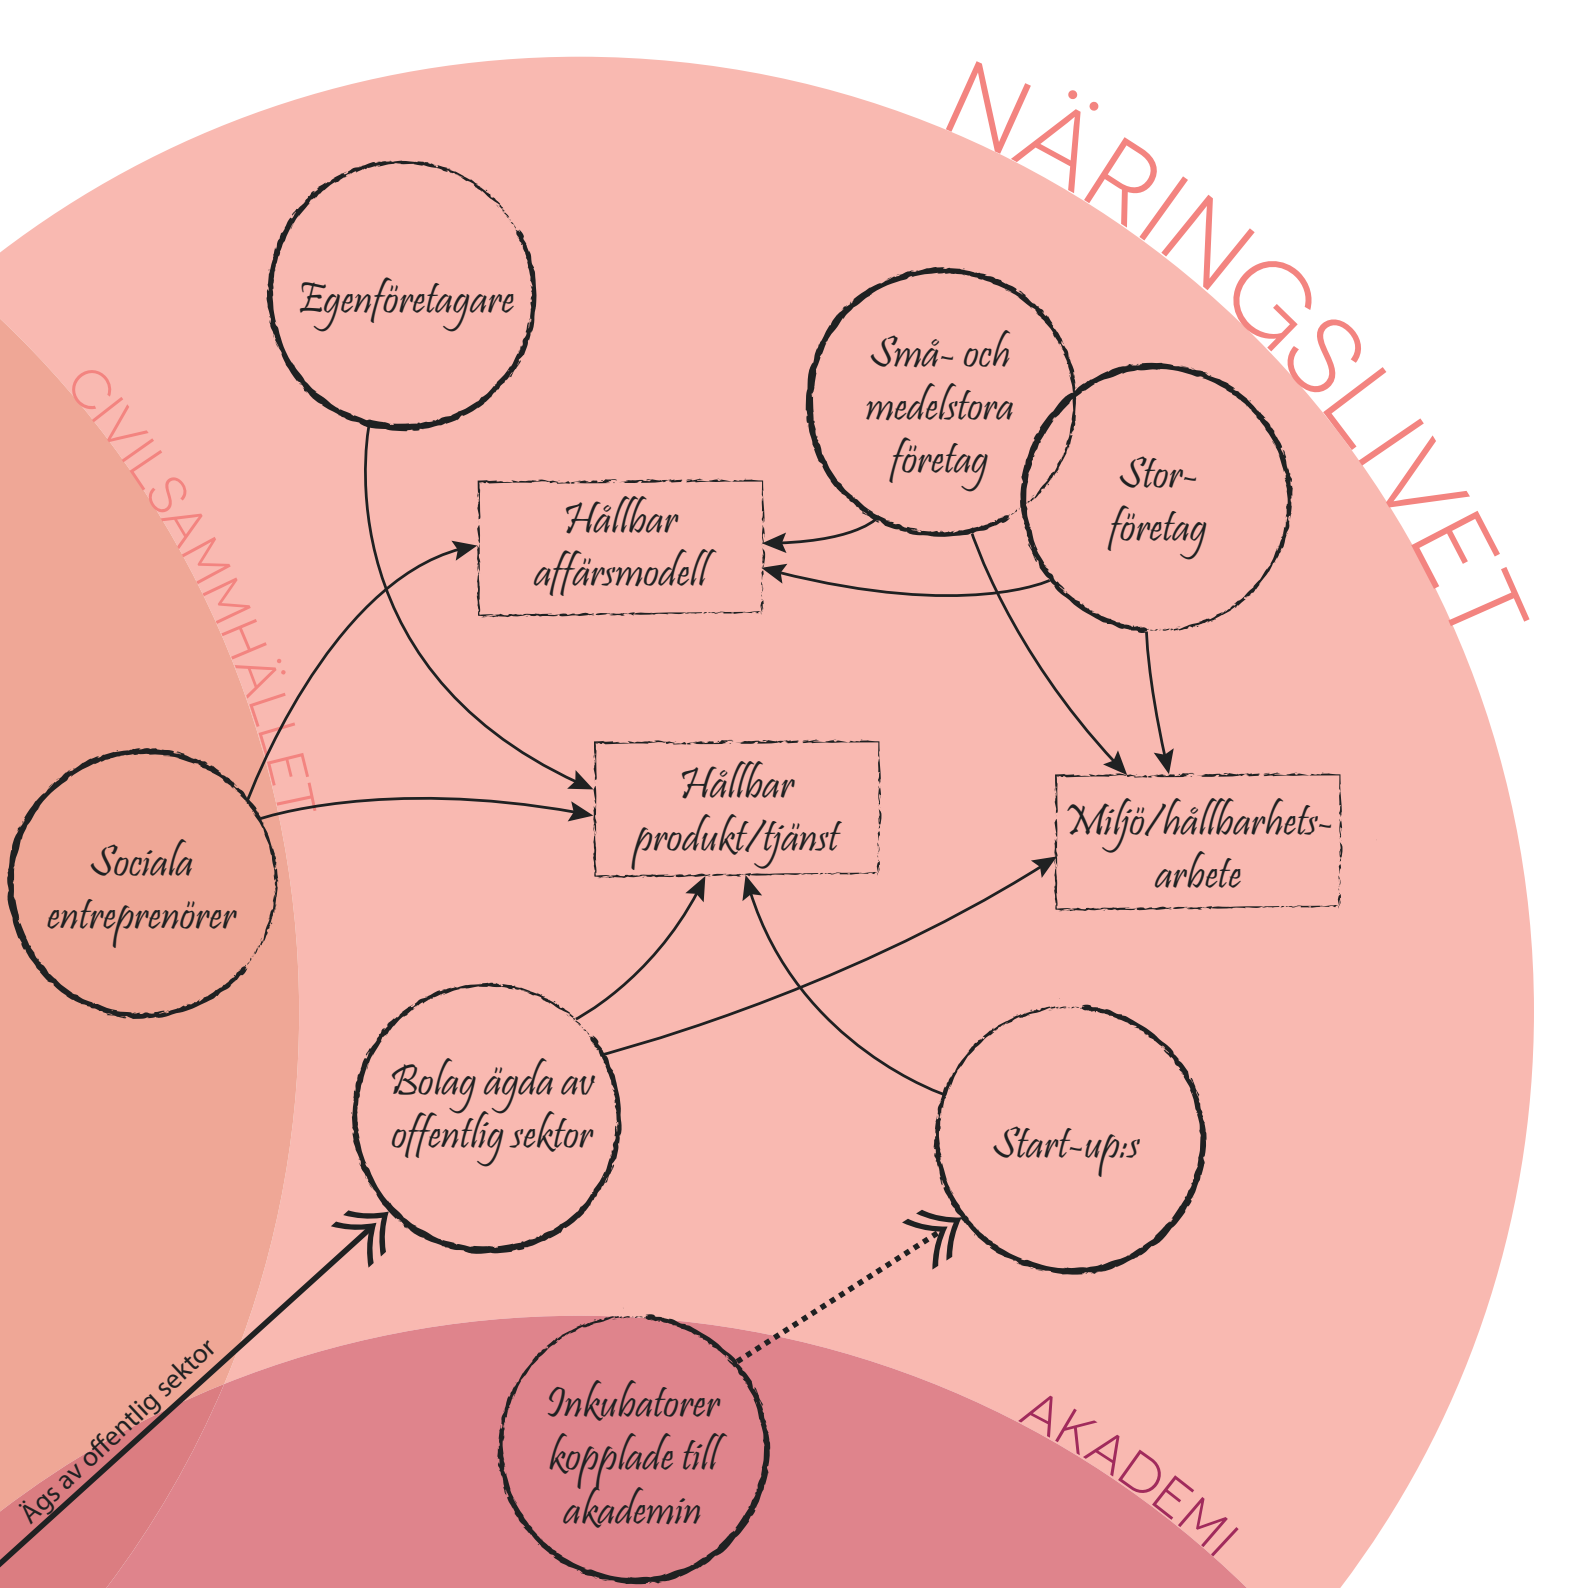 NÄRINGSLIVET
Egenföretagare
Små- och
medelstora
företag
Stor-
företag
CIVILSAMMHÄLLET
Hållbar
affärsmodell
Hållbar
produkt/tjänst
Miljö/hållbarhets-
arbete
Sociala
entreprenörer
Bolag ägda av
offentlig sektor
Start-up:s
Ägs av offentlig sektor
Inkubatorer
kopplade till
akademin
AKADEMI